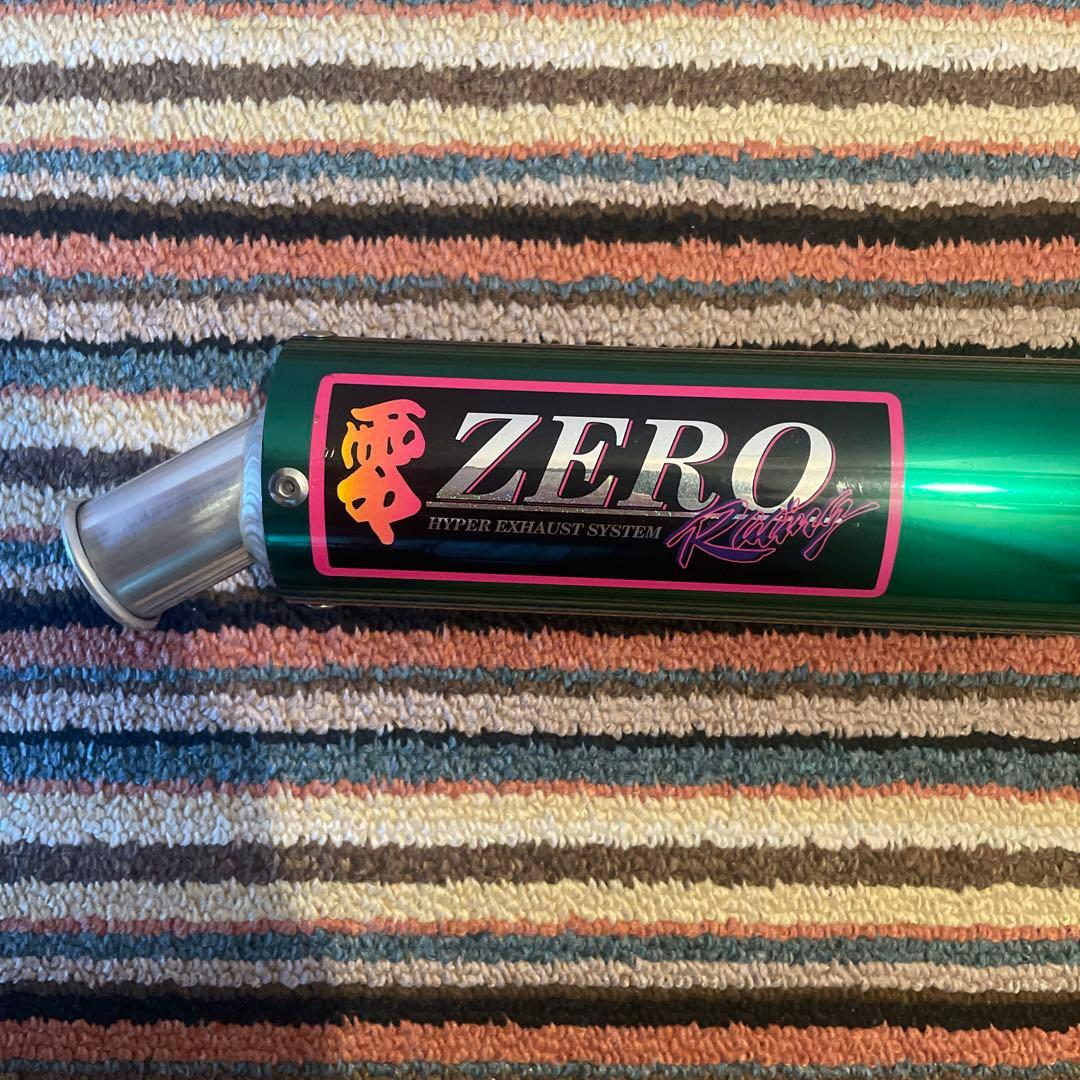 零 ZERO
HYPER EXHAUST SYSTEM Racing